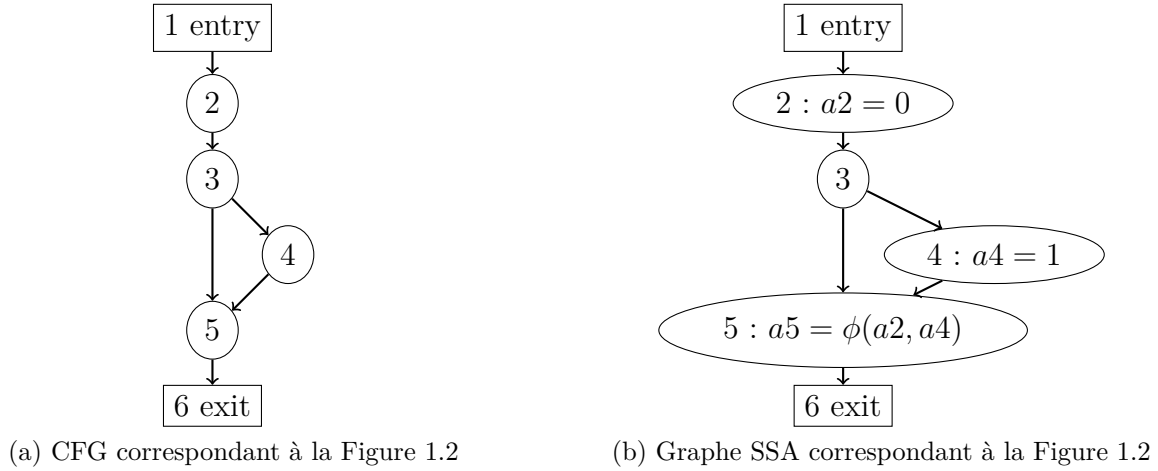 1 entry
2
3
4
5
6 exit
(a) CFG correspondant à la Figure 1.2
1 entry
2 : a2 = 0
3
4 : a4 = 1
5 : a5 = ϕ(a2, a4)
6 exit
(b) Graphe SSA correspondant à la Figure 1.2